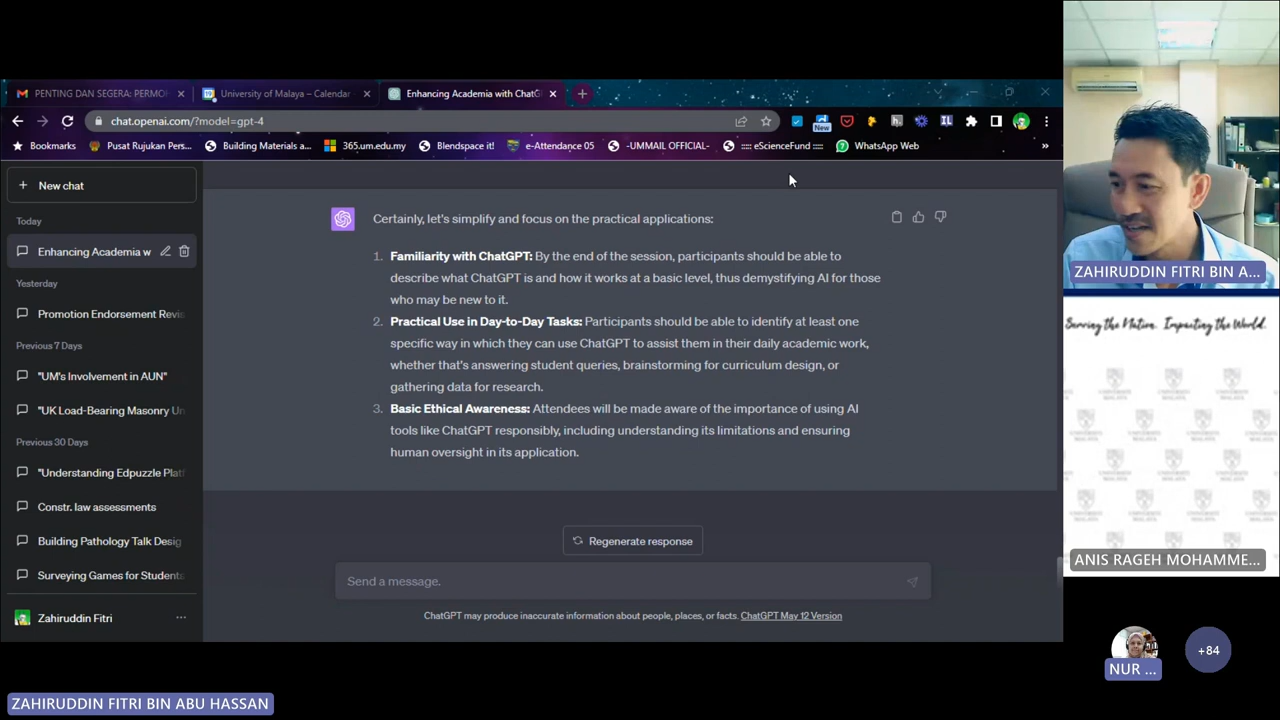 PENTING DAN SEGERA: PERMOH
University of Malaya – Calendar
Enhancing Academia with ChatG
chat.openai.com/?model=gpt-4
New
Bookmarks
Pusat Rujukan Pers...
Building Materials a...
365.um.edu.my
Blendspace it!
e-Attendance 05
-UMMAIL OFFICIAL-
::::: eScienceFund :::::
WhatsApp Web
New chat
Today
Enhancing Academia w
Yesterday
Promotion Endorsement Revis
Previous 7 Days
"UM's Involvement in AUN"
"UK Load-Bearing Masonry Un
Previous 30 Days
"Understanding Edpuzzle Platf
Constr. law assessments
Building Pathology Talk Desig
Surveying Games for Students
Zahiruddin Fitri
Certainly, let's simplify and focus on the practical applications:
1. Familiarity with ChatGPT: By the end of the session, participants should be able to
describe what ChatGPT is and how it works at a basic level, thus demystifying AI for those
who may be new to it.
2. Practical Use in Day-to-Day Tasks: Participants should be able to identify at least one
specific way in which they can use ChatGPT to assist them in their daily academic work,
whether that's answering student queries, brainstorming for curriculum design, or
gathering data for research.
3. Basic Ethical Awareness: Attendees will be made aware of the importance of using AI
tools like ChatGPT responsibly, including understanding its limitations and ensuring
human oversight in its application.
Regenerate response
Send a message.
ChatGPT may produce inaccurate information about people, places, or facts. ChatGPT May 12 Version
ZAHIRUDDIN FITRI BIN A...
Serving the Nation. Impacting the World.
ANIS RAGEH MOHAMME...
NUR ...
+84
ZAHIRUDDIN FITRI BIN ABU HASSAN